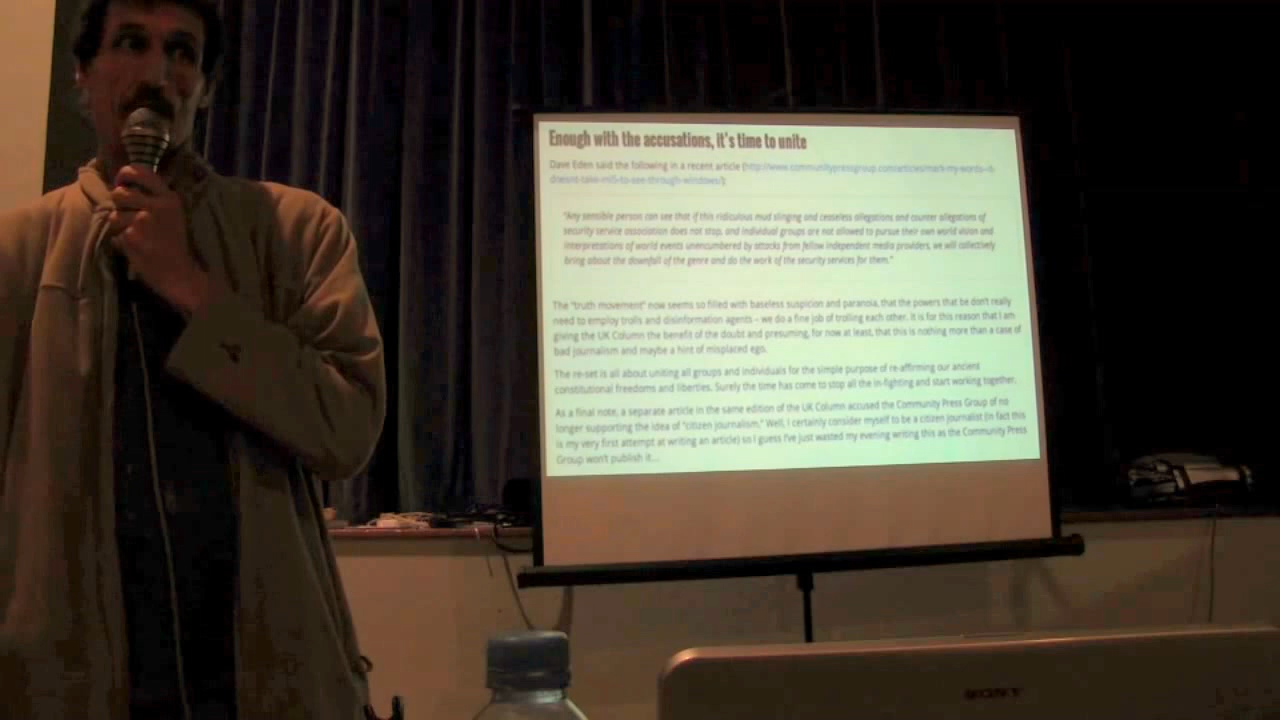 Enough with the accusations, it's time to unite
Dave Eden said the following in a recent article (http://www.communitypressgroup.com/articles/mark-my-words--it-
doesnt-take-mi5-to-see-through-windows/):
"Any sensible person can see that if this ridiculous mud slinging and ceaseless allegations and counter allegations of
security service association does not stop, and individual groups are not allowed to pursue their own world vision and
interpretations of world events unencumbered by attacks from fellow independent media providers, we will collectively
bring about the downfall of the genre and do the work of the security services for them."
The "truth movement" now seems so filled with baseless suspicion and paranoia, that the powers that be don't really
need to employ trolls and disinformation agents – we do a fine job of trolling each other. It is for this reason that I am
giving the UK Column the benefit of the doubt and presuming, for now at least, that this is nothing more than a case of
bad journalism and maybe a hint of misplaced ego.
The re-set is all about uniting all groups and individuals for the simple purpose of re-affirming our ancient
constitutional freedoms and liberties. Surely the time has come to stop all the in-fighting and start working together.
As a final note, a separate article in the same edition of the UK Column accused the Community Press Group of no
longer supporting the idea of "citizen journalism." Well, I certainly consider myself to be a citizen journalist (in fact this
is my very first attempt at writing an article) so I guess I've just wasted my evening writing this as the Community Press
Group won't publish it...
SONY